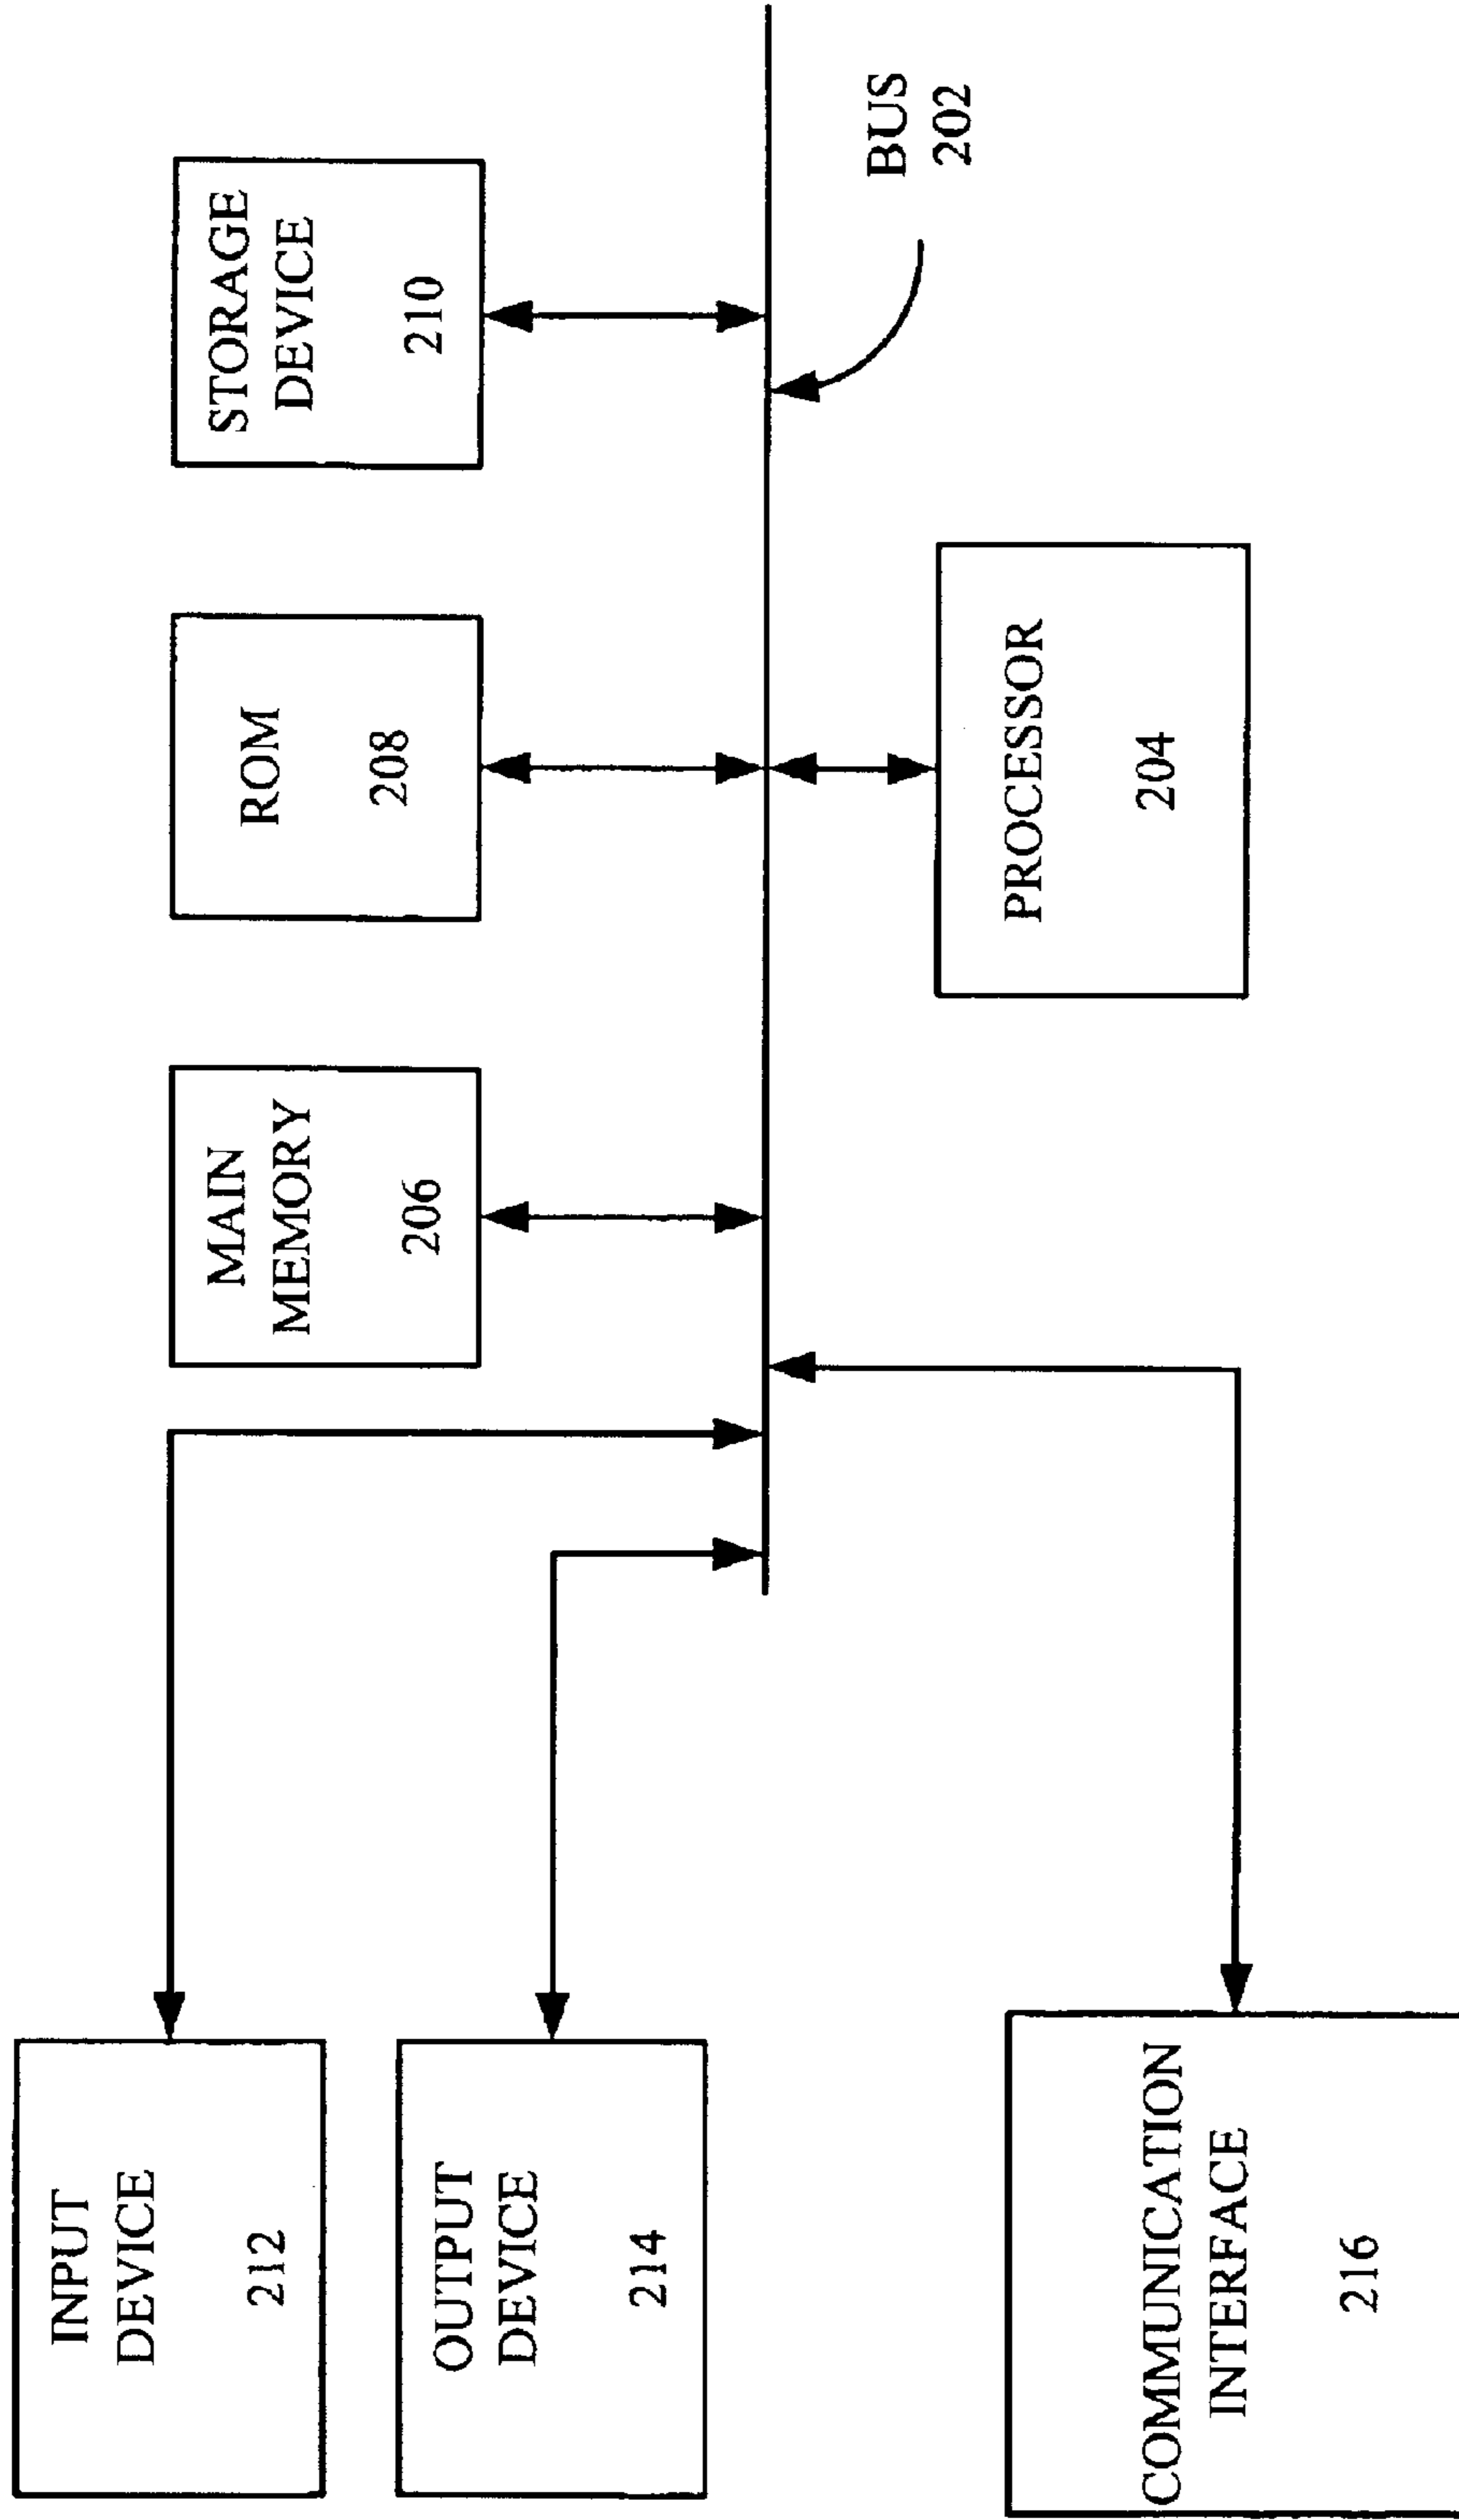 INPUT
DEVICE
212
OUTPUT
DEVICE
214
COMMUNICATION
INTERFACE
216
MAIN
MEMORY
206
ROM
208
PROCESSOR
204
STORAGE
DEVICE
210
BUS
202